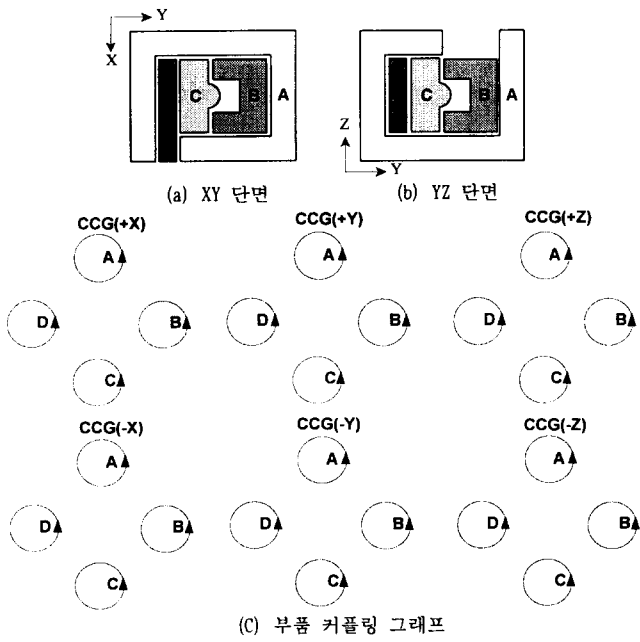 Y
X
C
B
A
(a) XY 단면
C
B
A
Z
Y
(b) YZ 단면
CCG(+X)
CCG(+Y)
CCG(+Z)
A
A
A
D
B
D
B
D
B
C
C
C
CCG(-X)
CCG(-Y)
CCG(-Z)
A
A
A
D
B
D
B
D
B
C
C
C
(C) 부품 커플링 그래프